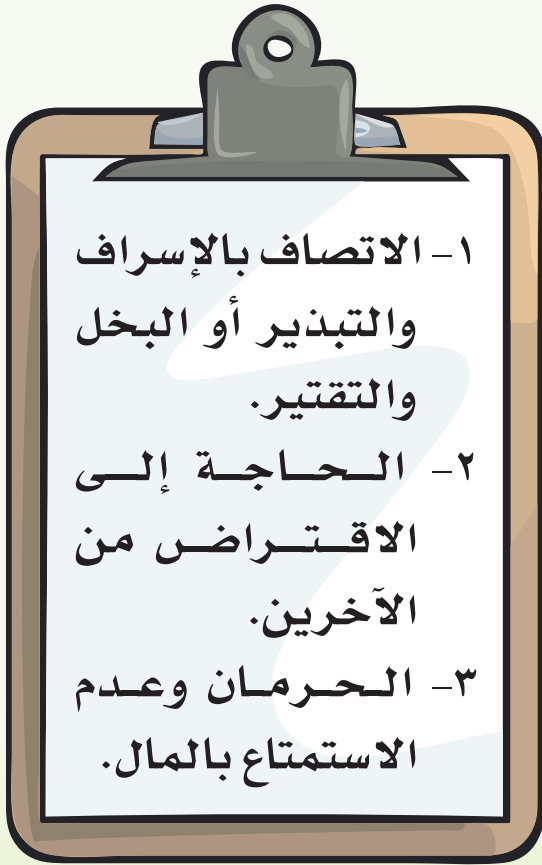 ١- الاتصاف بالإسراف
والتبذير أو البخل
والتقتير.
٢- الحاجة إلى
الاقتراض من
الآخرين.
٣- الحرمان وعدم
الاستمتاع بالمال.